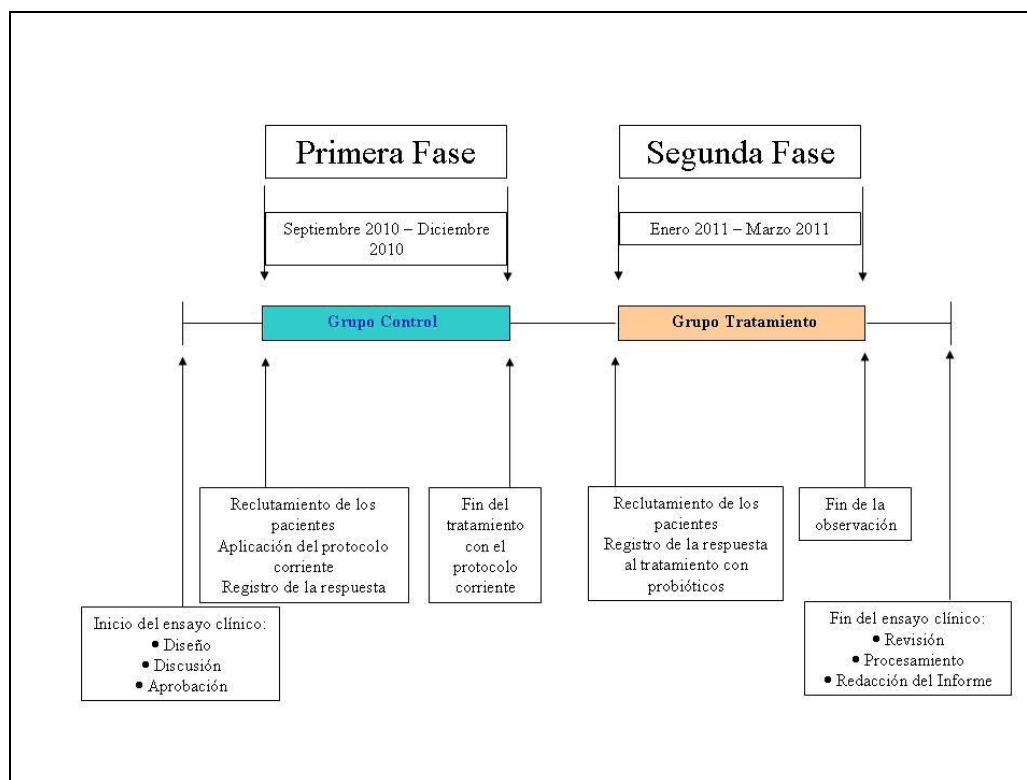 Primera Fase
Segunda Fase
Septiembre 2010 – Diciembre
2010
Enero 2011 – Marzo 2011
Grupo Control
Grupo Tratamiento
Reclutamiento de los
pacientes
Aplicación del protocolo
corriente
Registro de la respuesta
Fin del
tratamiento
con el
protocolo
corriente
Reclutamiento de los
pacientes
Registro de la respuesta
al tratamiento con
probióticos
Fin de la
observación
Inicio del ensayo clínico:
● Diseño
● Discusión
● Aprobación
Fin del ensayo clínico:
● Revisión
● Procesamiento
● Redacción del Informe